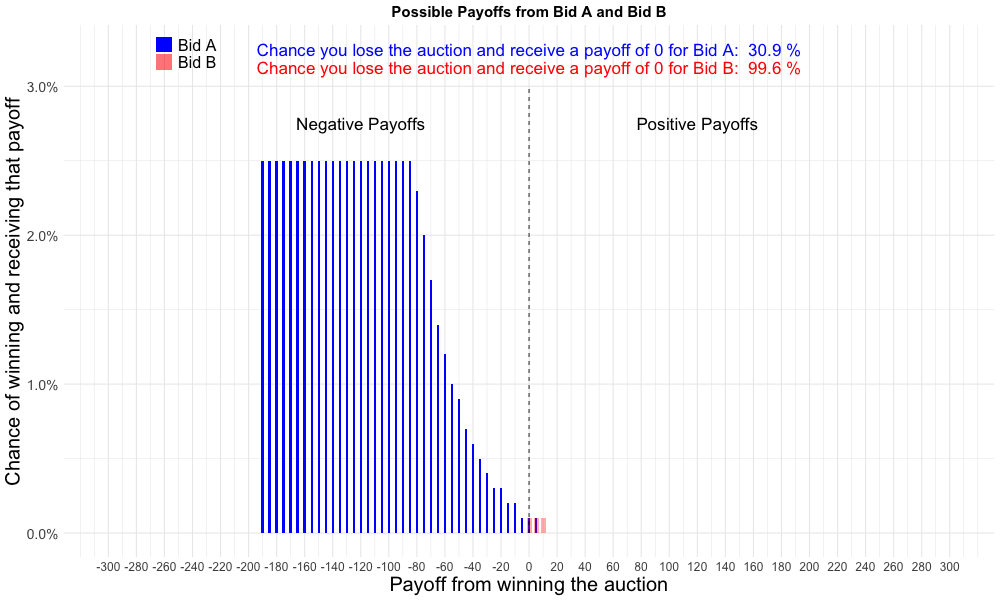 Possible Payoffs from Bid A and Bid B
Bid A
Bid B
Chance you lose the auction and receive a payoff of 0 for Bid A: 30.9 %
Chance you lose the auction and receive a payoff of 0 for Bid B: 99.6 %
Negative Payoffs
Positive Payoffs
Chance of winning and receiving that payoff
3.0%
2.0%
1.0%
0.0%
-300 -280 -260 -240 -220 -200 -180 -160 -140 -120 -100 -80 -60 -40 -20 0 20 40 60 80 100 120 140 160 180 200 220 240 260 280 300
Payoff from winning the auction